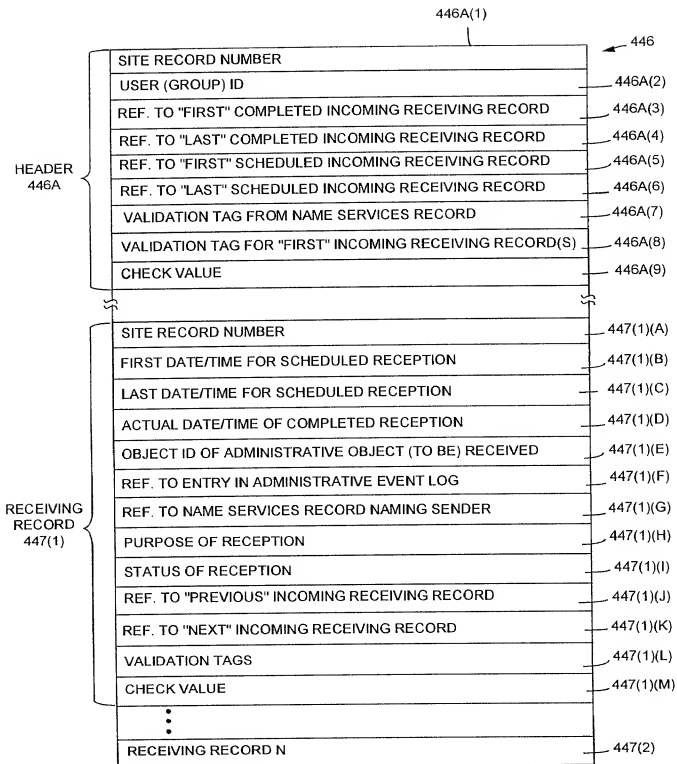 446A(1)
446
SITE RECORD NUMBER
USER (GROUP) ID
446A(2)
REF. TO "FIRST" COMPLETED INCOMING RECEIVING RECORD
446A(3)
REF. TO "LAST" COMPLETED INCOMING RECEIVING RECORD
446A(4)
REF. TO "FIRST" SCHEDULED INCOMING RECEIVING RECORD
446A(5)
HEADER
446A
REF. TO "LAST" SCHEDULED INCOMING RECEIVING RECORD
446A(6)
VALIDATION TAG FROM NAME SERVICES RECORD
446A(7)
VALIDATION TAG FOR "FIRST" INCOMING RECEIVING RECORD(S)
446A(8)
CHECK VALUE
446A(9)
SITE RECORD NUMBER
447(1)(A)
FIRST DATE/TIME FOR SCHEDULED RECEPTION
447(1)(B)
LAST DATE/TIME FOR SCHEDULED RECEPTION
447(1)(C)
ACTUAL DATE/TIME OF COMPLETED RECEPTION
447(1)(D)
OBJECT ID OF ADMINISTRATIVE OBJECT (TO BE) RECEIVED
447(1)(E)
REF. TO ENTRY IN ADMINISTRATIVE EVENT LOG
447(1)(F)
RECEIVING
RECORD
447(1)
REF. TO NAME SERVICES RECORD NAMING SENDER
447(1)(G)
PURPOSE OF RECEPTION
447(1)(H)
STATUS OF RECEPTION
447(1)(I)
REF. TO "PREVIOUS" INCOMING RECEIVING RECORD
447(1)(J)
REF. TO "NEXT" INCOMING RECEIVING RECORD
447(1)(K)
VALIDATION TAGS
447(1)(L)
CHECK VALUE
447(1)(M)
RECEIVING RECORD N
447(2)